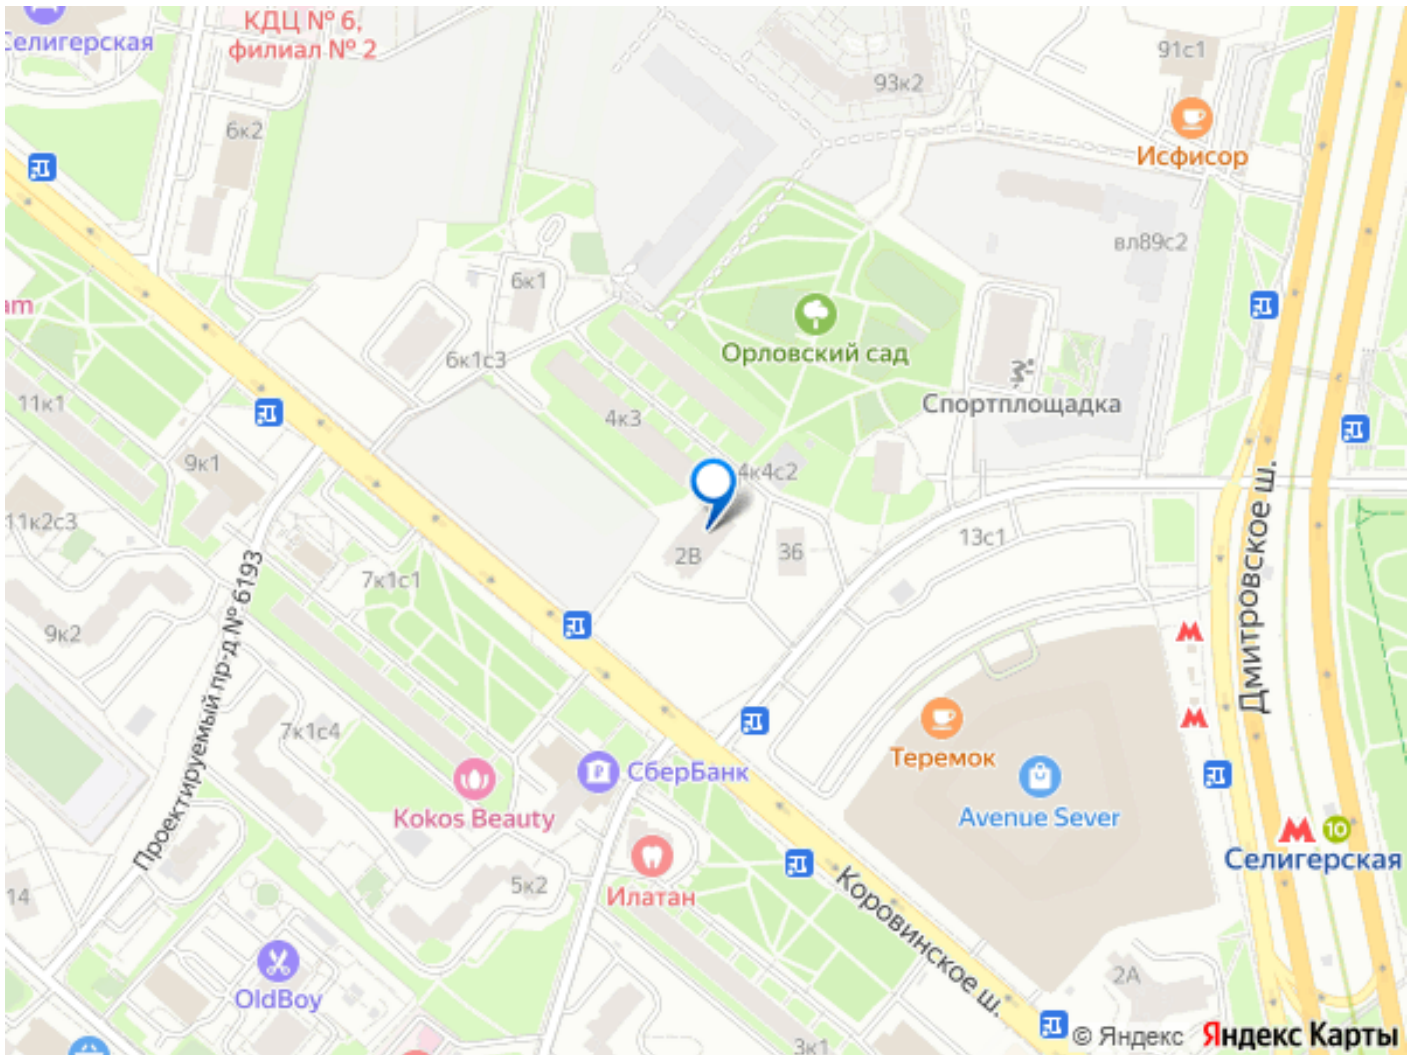 КДЦ № 6,
филиал № 2
Селигерская
91с1
93к2
Исфисор
6к2
вл89с2
6к1
am
Орловский сад
6к1с3
Спортплощадка
11к1
4к3
9к1
4к4с2
11к2с3
13с1
2В
36
7к1с1
Проектируемый пр-д № 6193
Дмитровское ш.
9к2
7к1с4
Теремок
СберБанк
Kokos Beauty
Avenue Sever
10
Селигерская
5к2
Илатан
14
Коровинское ш.
OldBoy
2А
3к1
© Яндекс Яндекс Карты